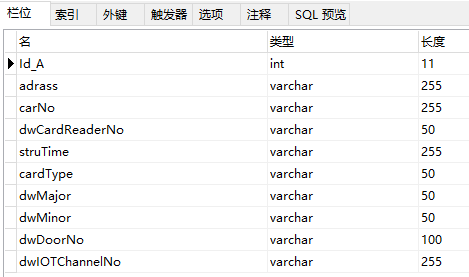 栏位 索引 外键 触发器 选项 注释 SQL 预览
名 类型 长度
Id_A int 11
adrass varchar 255
carNo varchar 255
dwCardReaderNo varchar 50
struTime varchar 255
cardType varchar 50
dwMajor varchar 50
dwMinor varchar 50
dwDoorNo varchar 100
dwIOTChannelNo varchar 255